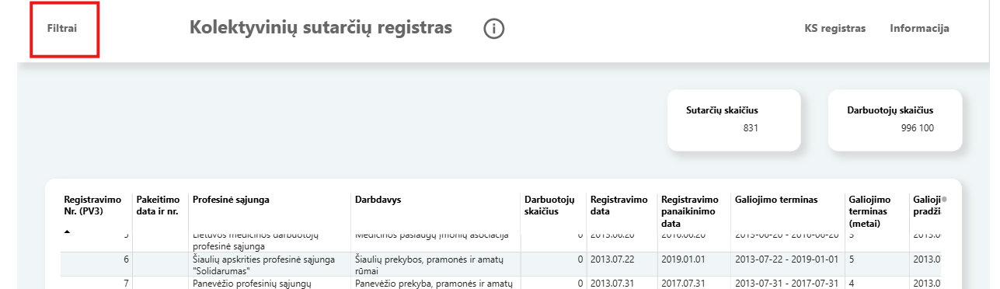 Filtrai
Kolektyvinių sutarčių registras
KS registras
Informacija
Sutarčių skaičius
831
Darbuotojų skaičius
996 100
Registravimo Nr. (PV3) Pakeitimo data ir nr. Profesinė sąjunga Darbdavys Darbuotojų skaičius Registravimo data Registravimo panaikinimo data Galiojimo terminas Galiojimo terminas (metai) Galioji pradži
5 Lietuvos medicinos darbuotojų profesinė sąjunga Medicinos paslaugų įmonių asociacija 0 2013.06.20 2016.06.20 2013-06-20 - 2016-06-20 3 2013.0
6 Šiaulių apskrities profesinė sąjunga "Solidarumas" Šiaulių prekybos, pramonės ir amatų rūmai 0 2013.07.22 2019.01.01 2013-07-22 - 2019-01-01 5 2013.0
7 Panevėžio profesinių sąjungų Panevėžio prekyba, pramonės ir amatų 0 2013.07.31 2017.07.31 2013-07-31 - 2017-07-31 4 2013.0